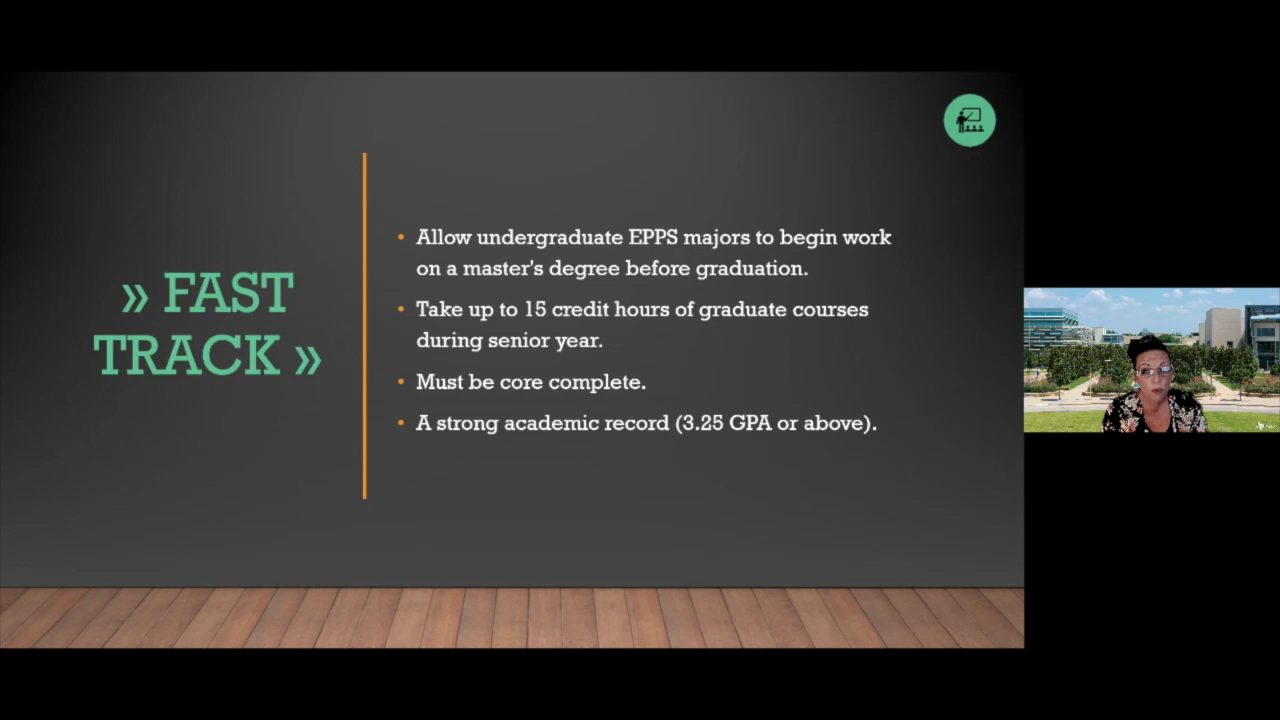 » FAST
TRACK »
• Allow undergraduate EPPS majors to begin work
on a master's degree before graduation.
• Take up to 15 credit hours of graduate courses
during senior year.
• Must be core complete.
• A strong academic record (3.25 GPA or above).